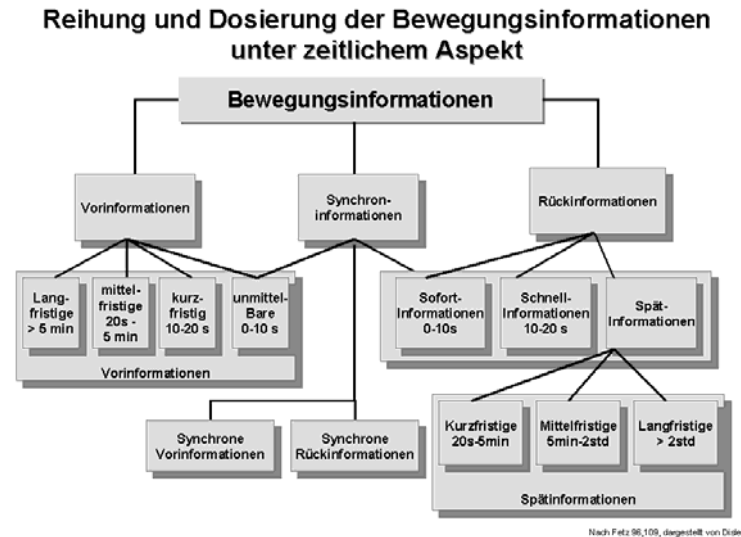 Reihung und Dosierung der Bewegungsinformationen
unter zeitlichem Aspekt
Bewegungsinformationen
Vorinformationen
Synchron-
informationen
Rückinformationen
Lang-
fristige
> 5 min
mittel-
fristige
20s -
5 min
kurz-
fristig
10-20 s
unmittel-
Bare
0-10 s
Vorinformationen
Sofort-
Informationen
0-10s
Schnell-
Informationen
10-20 s
Spät-
Informationen
Synchrone
Vorinformationen
Synchrone
Rückinformationen
Kurzfristige
20s-5min
Mittelfristige
5min-2std
Langfristige
> 2std
Spätinformationen
Nach Fetz 96,109, dargestellt von